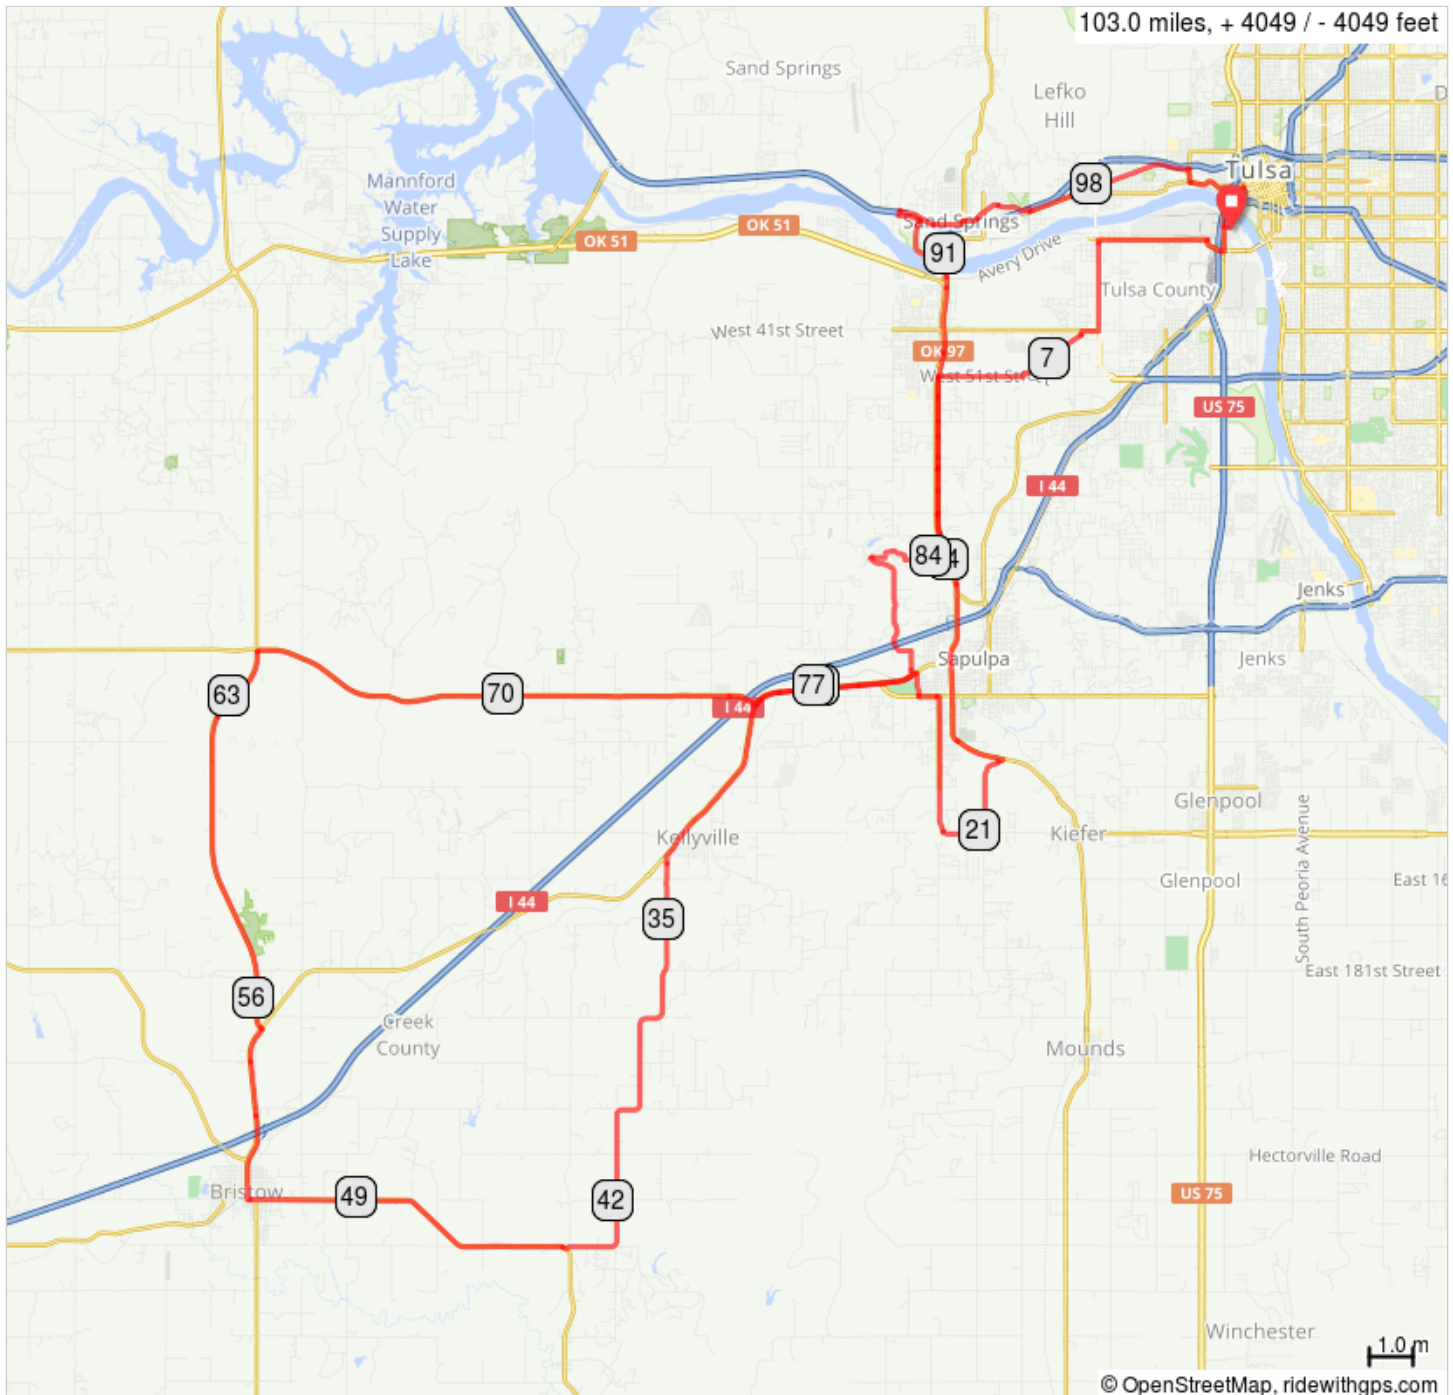 103.0 miles, + 4049 / - 4049 feet
Sand Springs
Lefko
Hill
D
Tulsa
98
Mannford
Water
Supply
Lake
OK 51
OK 51
Sand Springs
91
Avery Drive
Tulsa County
West 41st Street
OK 97
7
West 51st Street
US 75
I 44
84
4
Jenks
Sapulpa
Jenks
63
70
77
I 44
Glenpool
21
Kiefer
Kellyville
South Peoria Avenue
Glenpool
East 16
I 44
35
East 181st Street
56
Creek
County
Mounds
Hectorville Road
Bristow
49
42
US 75
Winchester
1.0 m
© OpenStreetMap, ridewithgps.com